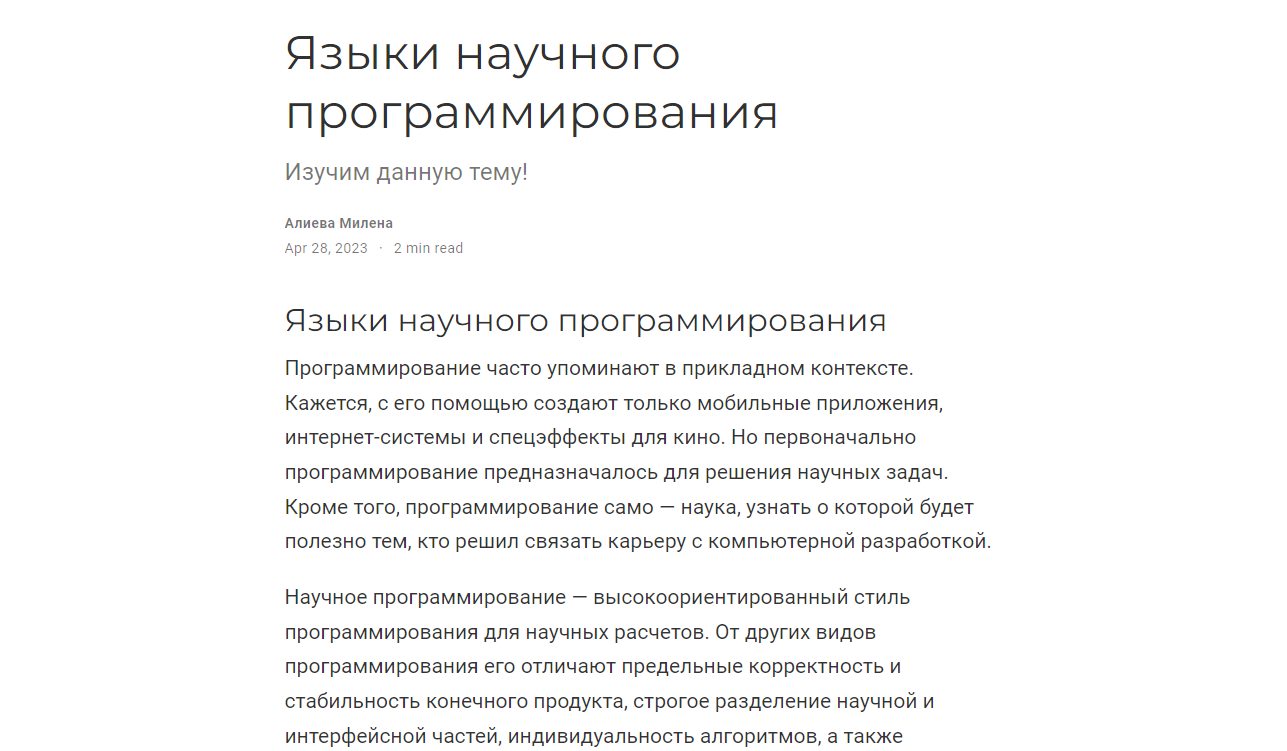 Языки научного
программирования
Изучим данную тему!
Алиева Милена
Apr 28, 2023 · 2 min read
Языки научного программирования
Программирование часто упоминают в прикладном контексте.
Кажется, с его помощью создают только мобильные приложения,
интернет-системы и спецэффекты для кино. Но первоначально
программирование предназначалось для решения научных задач.
Кроме того, программирование само — наука, узнать о которой будет
полезно тем, кто решил связать карьеру с компьютерной разработкой.
Научное программирование — высокоориентированный стиль
программирования для научных расчетов. От других видов
программирования его отличают предельные корректность и
стабильность конечного продукта, строгое разделение научной и
интерфейсной частей, индивидуальность алгоритмов, а также